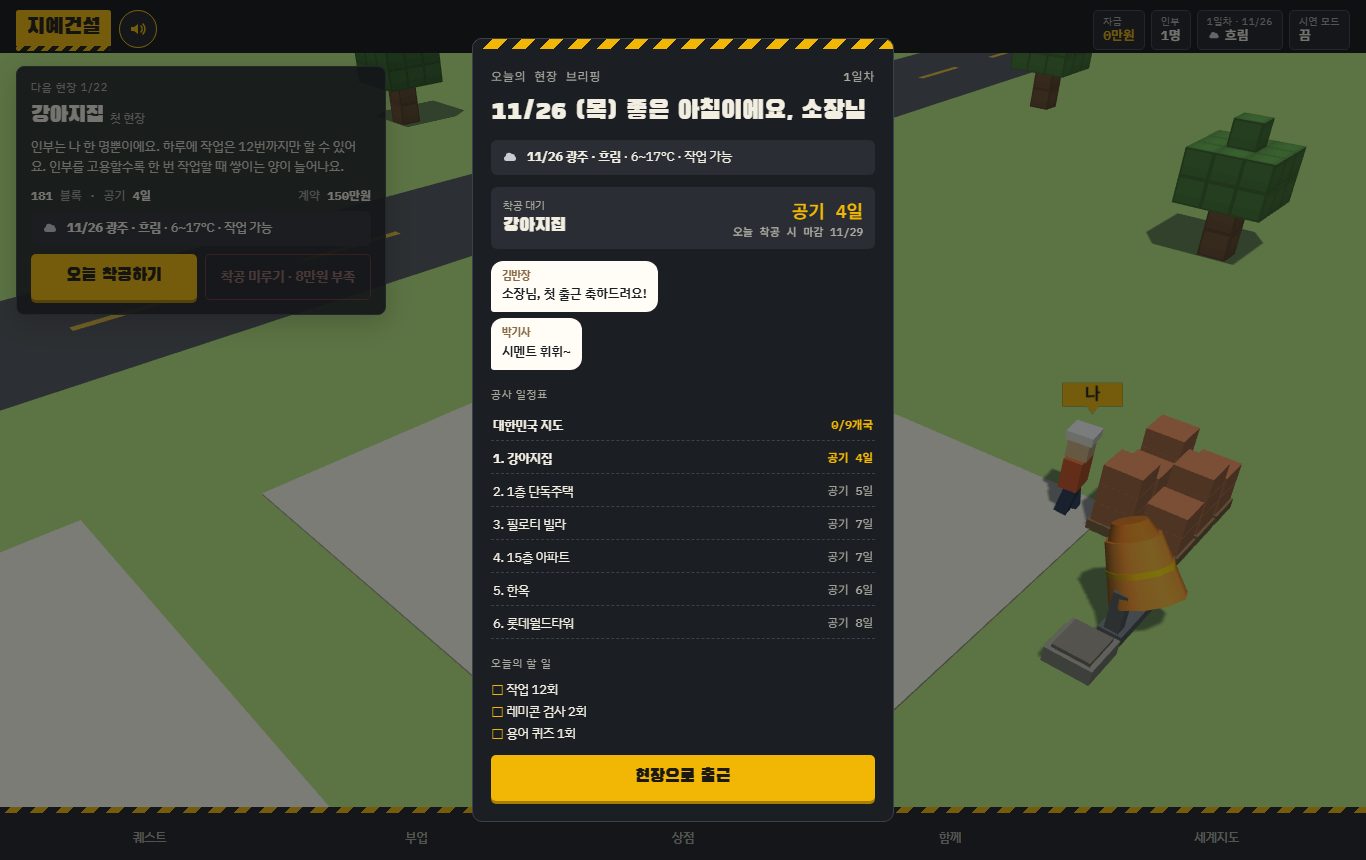 지예건설
자금
0만원
인부
1명
1일차 · 11/26
흐림
시연 모드
끔
다음 현장 1/22
강아지집 첫 현장
인부는 나 한 명뿐이에요. 하루에 작업은 12번까지만 할 수 있어
요. 인부를 고용할수록 한 번 작업할 때 쌓이는 양이 늘어나요.
181 블록 · 공기 4일
계약 150만원
11/26 광주 · 흐림 · 6~17°C · 작업 가능
오늘 착공하기
착공 미루기 · 8만원 부족
오늘의 현장 브리핑
1일차
11/26 (목) 좋은 아침이에요, 소장님
11/26 광주 · 흐림 · 6~17°C · 작업 가능
착공 대기
강아지집
공기 4일
오늘 착공 시 마감 11/29
김반장
소장님, 첫 출근 축하드려요!
박기사
시멘트 휘휘~
공사 일정표
대한민국 지도 0/9개국
1. 강아지집 공기 4일
2. 1층 단독주택 공기 5일
3. 필로티 빌라 공기 7일
4. 15층 아파트 공기 7일
5. 한옥 공기 6일
6. 롯데월드타워 공기 8일
오늘의 할 일
□ 작업 12회
□ 레미콘 검사 2회
□ 용어 퀴즈 1회
현장으로 출근
나
퀘스트
부업
상점
함께
세계지도